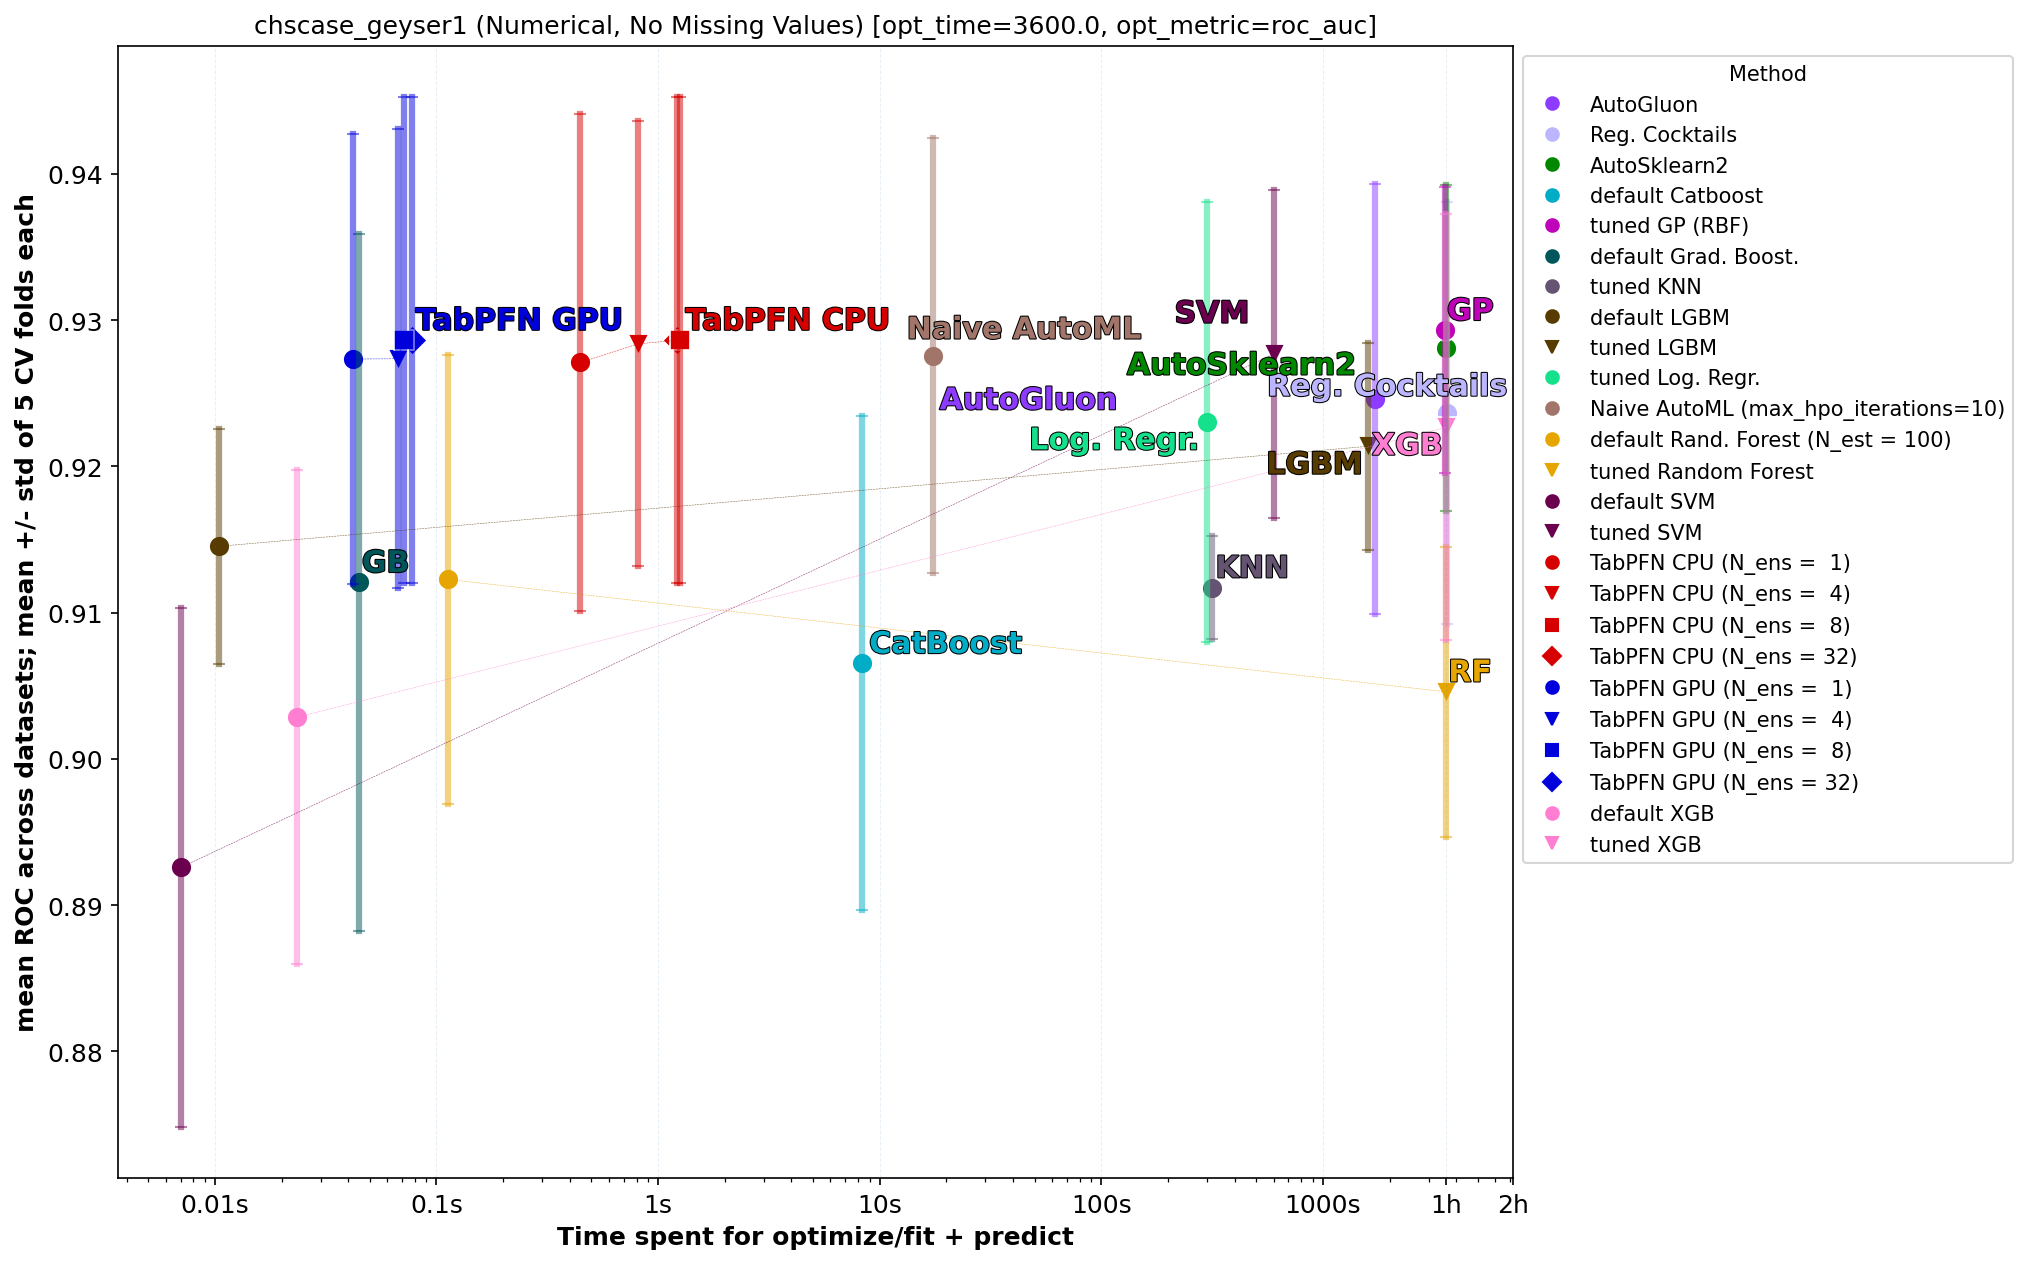 chscase_geyser1 (Numerical, No Missing Values) [opt_time=3600.0, opt_metric=roc_auc]
mean ROC across datasets; mean +/- std of 5 CV folds each
0.94
0.93
0.92
0.91
0.90
0.89
0.88
TabPFN GPU
TabPFN CPU
Naive AutoML
SVM
GP
AutoSklearn2
Reg. Cocktails
AutoGluon
Log. Regr.
XGB
LGBM
GB
KNN
CatBoost
RF
0.01s
0.1s
1s
10s
100s
1000s
1h
2h
Time spent for optimize/fit + predict
Method
AutoGluon
Reg. Cocktails
AutoSklearn2
default Catboost
tuned GP (RBF)
default Grad. Boost.
tuned KNN
default LGBM
tuned LGBM
tuned Log. Regr.
Naive AutoML (max_hpo_iterations=10)
default Rand. Forest (N_est = 100)
tuned Random Forest
default SVM
tuned SVM
TabPFN CPU (N_ens =  1)
TabPFN CPU (N_ens =  4)
TabPFN CPU (N_ens =  8)
TabPFN CPU (N_ens = 32)
TabPFN GPU (N_ens =  1)
TabPFN GPU (N_ens =  4)
TabPFN GPU (N_ens =  8)
TabPFN GPU (N_ens = 32)
default XGB
tuned XGB